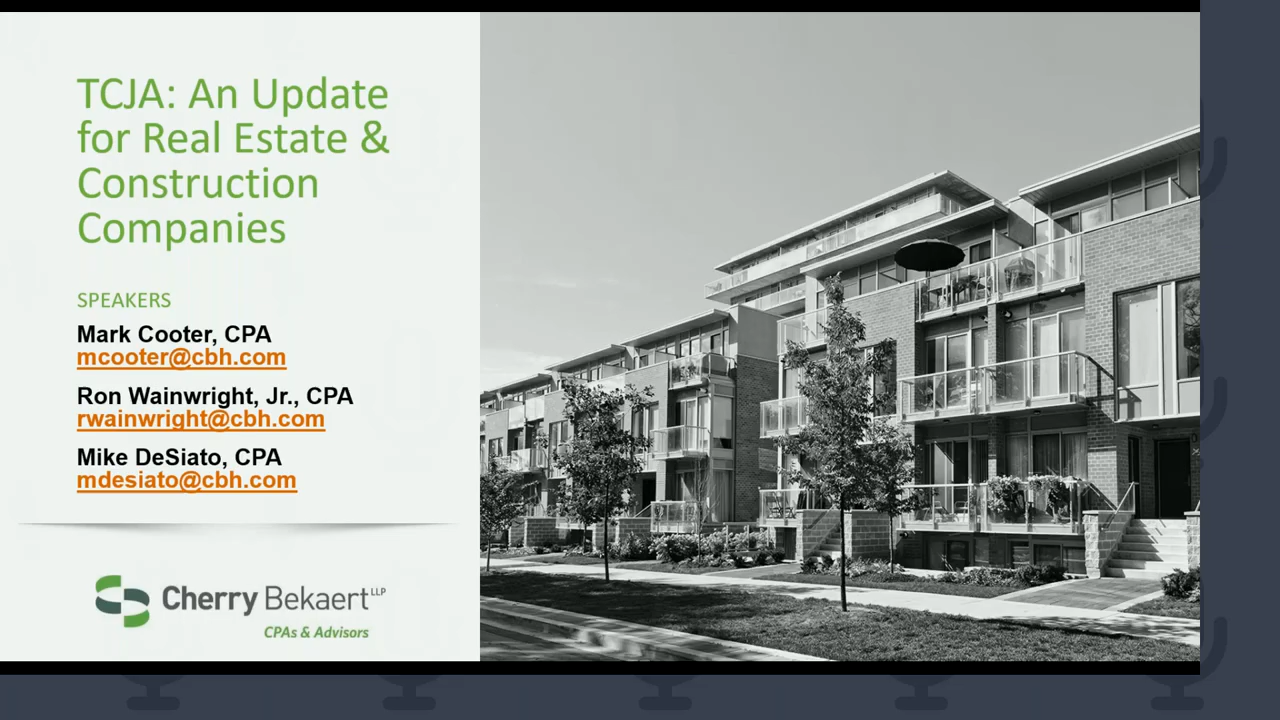 TCJA: An Update
for Real Estate &
Construction
Companies
SPEAKERS
Mark Cooter, CPA
mcooter@cbh.com
Ron Wainwright, Jr., CPA
rwainwright@cbh.com
Mike DeSiato, CPA
mdesiato@cbh.com
Cherry Bekaert LLP
CPAs & Advisors